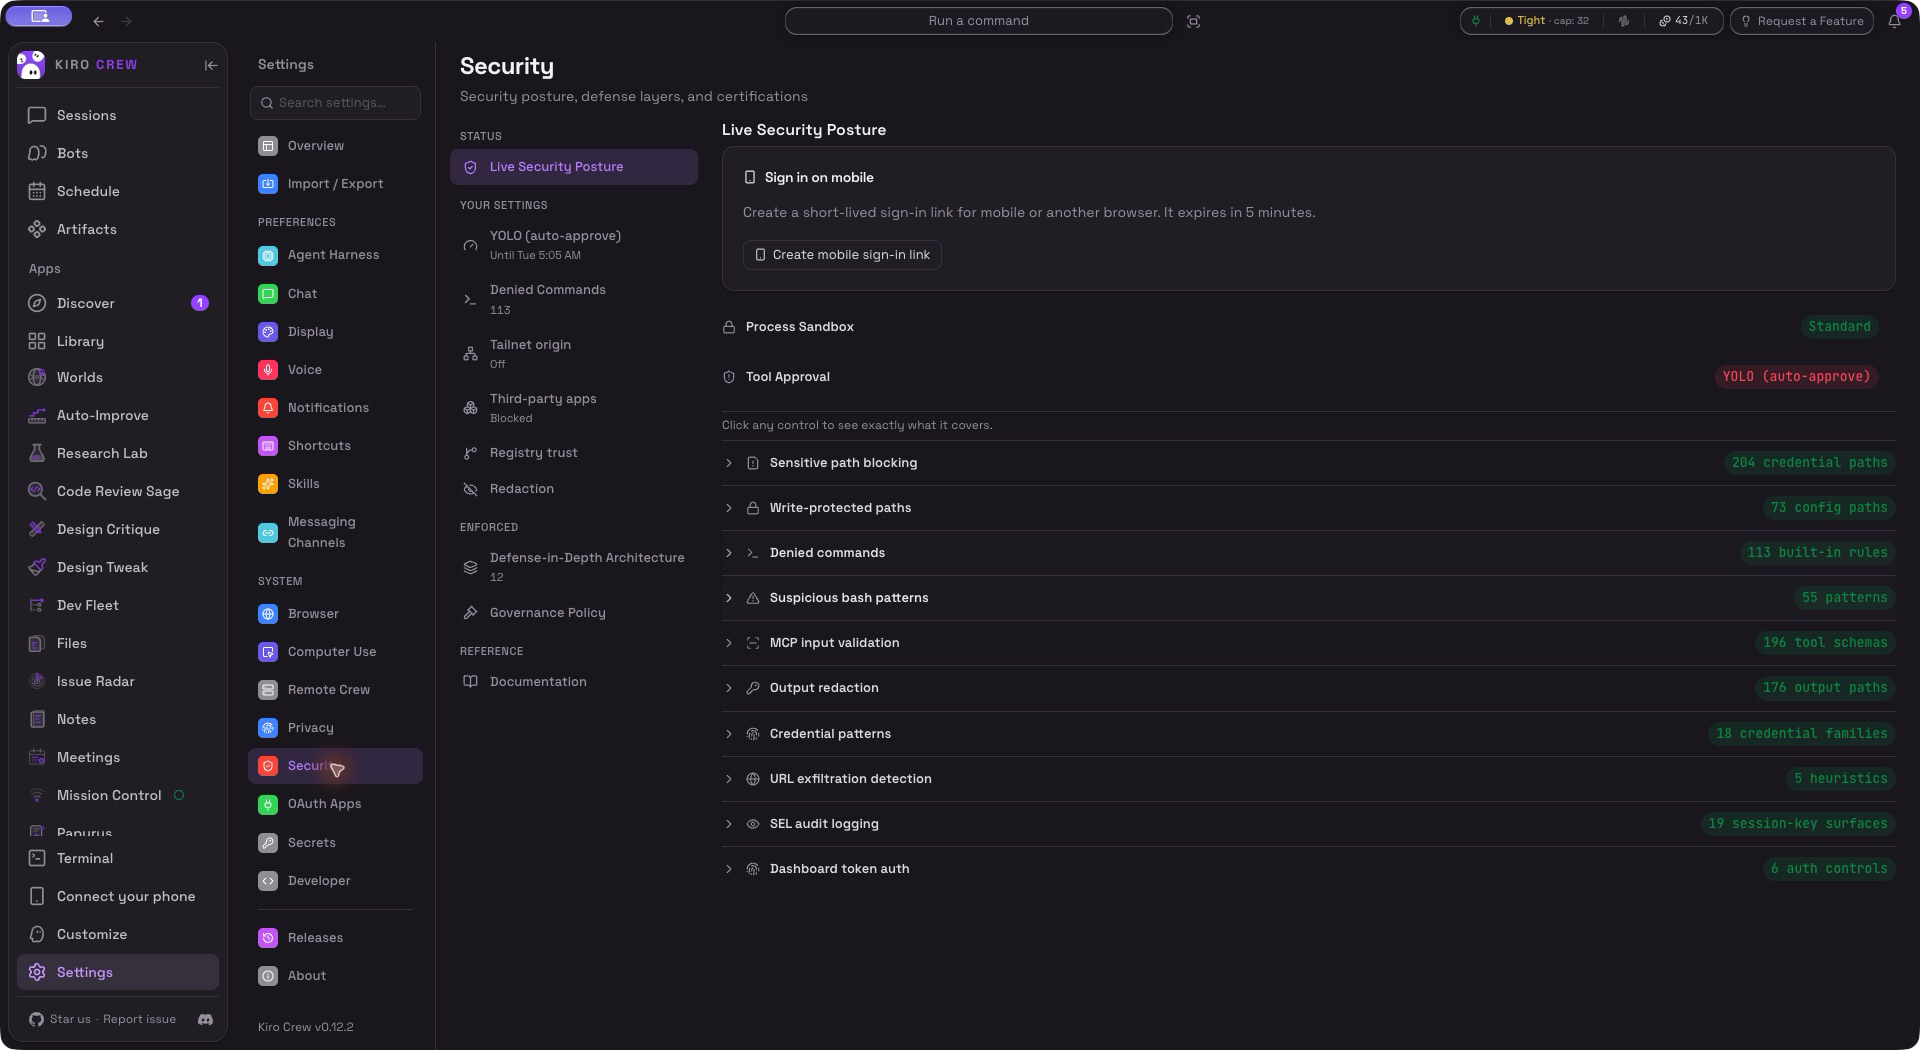 Run a command
Tight · cap: 32
43/1K
Request a Feature
5
KIRO CREW
Sessions
Bots
Schedule
Artifacts
Apps
Discover
1
Library
Worlds
Auto-Improve
Research Lab
Code Review Sage
Design Critique
Design Tweak
Dev Fleet
Files
Issue Radar
Notes
Meetings
Mission Control
Papyrus
Terminal
Connect your phone
Customize
Settings
Star us · Report issue
Settings
Search settings...
Overview
Import / Export
PREFERENCES
Agent Harness
Chat
Display
Voice
Notifications
Shortcuts
Skills
Messaging
Channels
SYSTEM
Browser
Computer Use
Remote Crew
Privacy
Security
OAuth Apps
Secrets
Developer
Releases
About
Kiro Crew v0.12.2
Security
Security posture, defense layers, and certifications
STATUS
Live Security Posture
YOUR SETTINGS
YOLO (auto-approve)
Until Tue 5:05 AM
Denied Commands
113
Tailnet origin
Off
Third-party apps
Blocked
Registry trust
Redaction
ENFORCED
Defense-in-Depth Architecture
12
Governance Policy
REFERENCE
Documentation
Live Security Posture
Sign in on mobile
Create a short-lived sign-in link for mobile or another browser. It expires in 5 minutes.
Create mobile sign-in link
Process Sandbox
Standard
Tool Approval
YOLO (auto-approve)
Click any control to see exactly what it covers.
Sensitive path blocking
204 credential paths
Write-protected paths
73 config paths
Denied commands
113 built-in rules
Suspicious bash patterns
55 patterns
MCP input validation
196 tool schemas
Output redaction
176 output paths
Credential patterns
18 credential families
URL exfiltration detection
5 heuristics
SEL audit logging
19 session-key surfaces
Dashboard token auth
6 auth controls